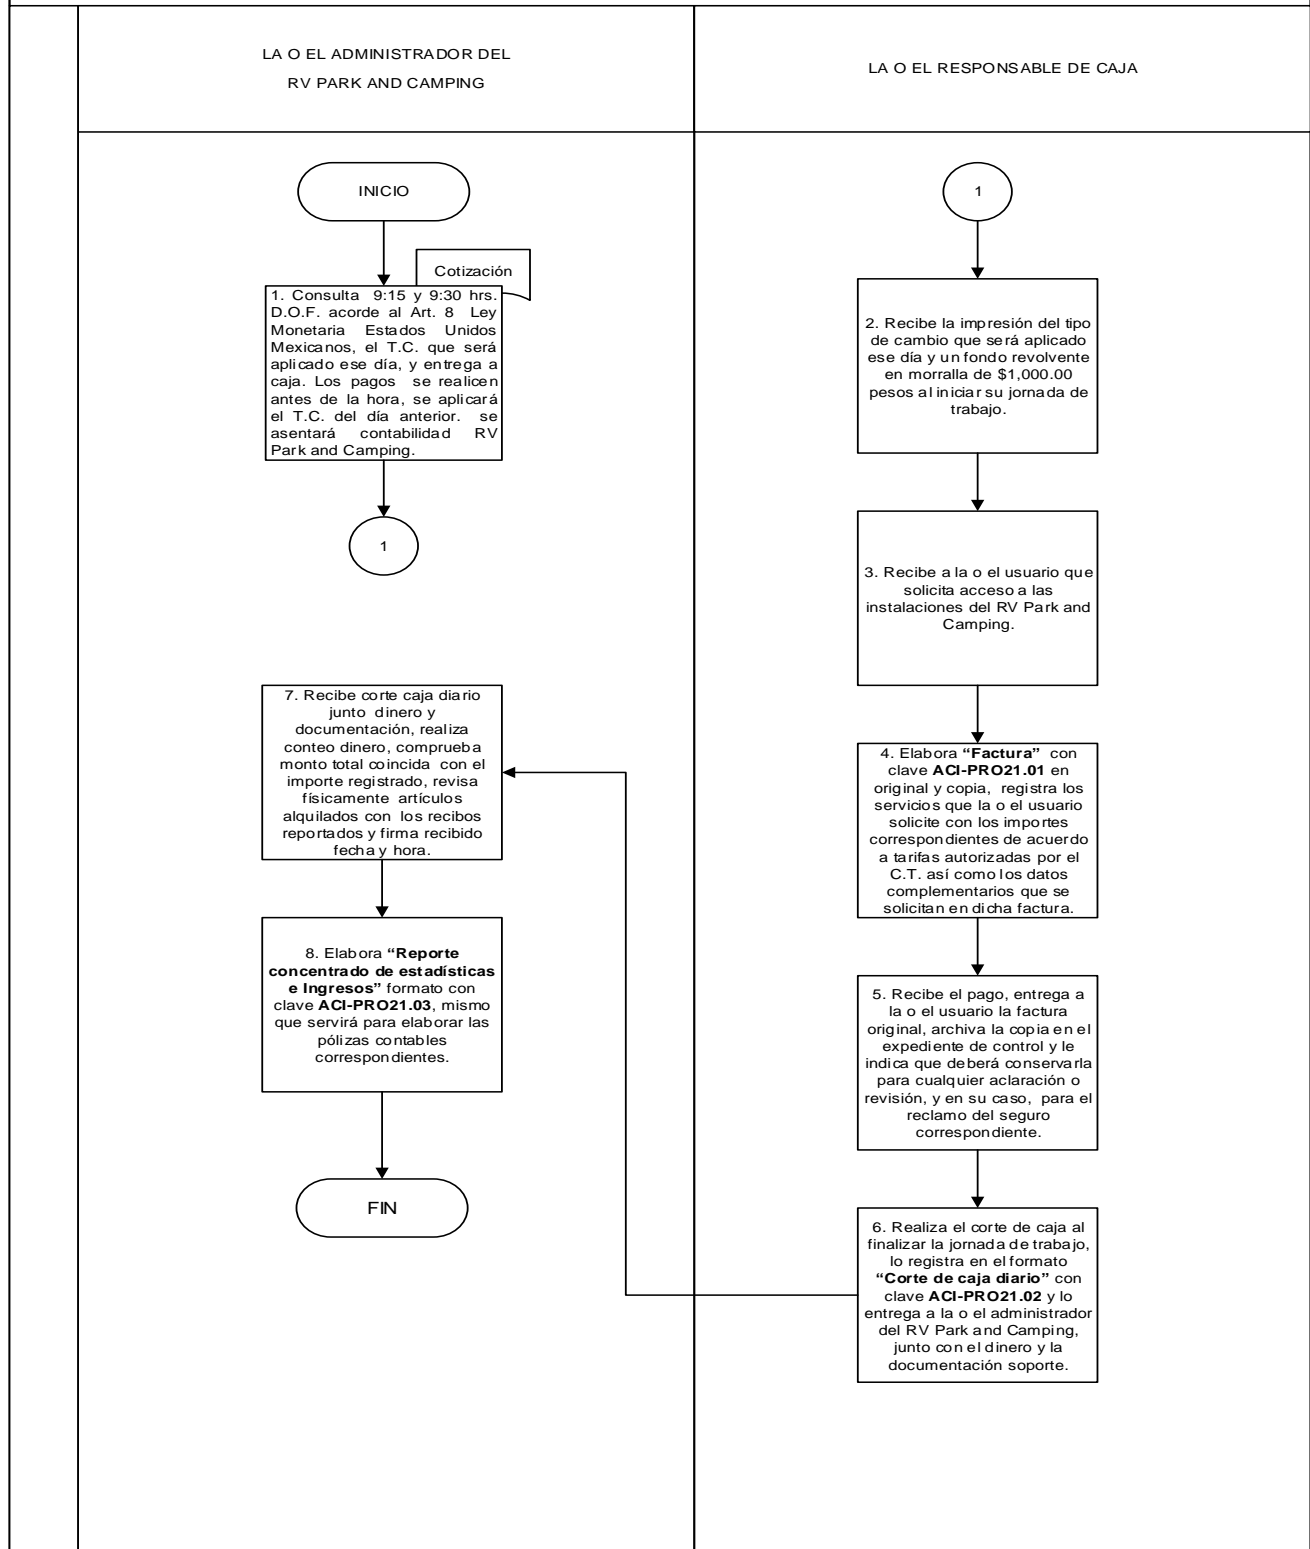 LA O EL ADMINISTRADOR DEL
RV PARK AND CAMPING
LA O EL RESPONSABLE DE CAJA
INICIO
Cotización
1. Consulta 9:15 y 9:30 hrs.
D.O.F. acorde al Art. 8 Ley
Monetaria Estados Unidos
Mexicanos, el T.C. que será
aplicado ese día, y entrega a
caja. Los pagos se realicen
antes de la hora, se aplicará
el T.C. del día anterior. se
asentará contabilidad RV
Park and Camping.
1
7. Recibe corte caja diario
junto dinero y
documentación, realiza
conteo dinero, comprueba
monto total coincida con el
importe registrado, revisa
físicamente artículos
alquilados con los recibos
reportados y firma recibido
fecha y hora.
8. Elabora “Reporte
concentrado de estadísticas
e Ingresos” formato con
clave ACI-PRO21.03, mismo
que servirá para elaborar las
pólizas contables
correspondientes.
FIN
1
2. Recibe la impresión del tipo
de cambio que será aplicado
ese día y un fondo revolvente
en morralla de $1,000.00
pesos al iniciar su jornada de
trabajo.
3. Recibe a la o el usuario que
solicita acceso a las
instalaciones del RV Park and
Camping.
4. Elabora “Factura” con
clave ACI-PRO21.01 en
original y copia, registra los
servicios que la o el usuario
solicite con los importes
correspondientes de acuerdo
a tarifas autorizadas por el
C.T. así como los datos
complementarios que se
solicitan en dicha factura.
5. Recibe el pago, entrega a
la o el usuario la factura
original, archiva la copia en el
expediente de control y le
indica que deberá conservarla
para cualquier aclaración o
revisión, y en su caso, para el
reclamo del seguro
correspondiente.
6. Realiza el corte de caja al
finalizar la jornada de trabajo,
lo registra en el formato
“Corte de caja diario” con
clave ACI-PRO21.02 y lo
entrega a la o el administrador
del RV Park and Camping,
junto con el dinero y la
documentación soporte.